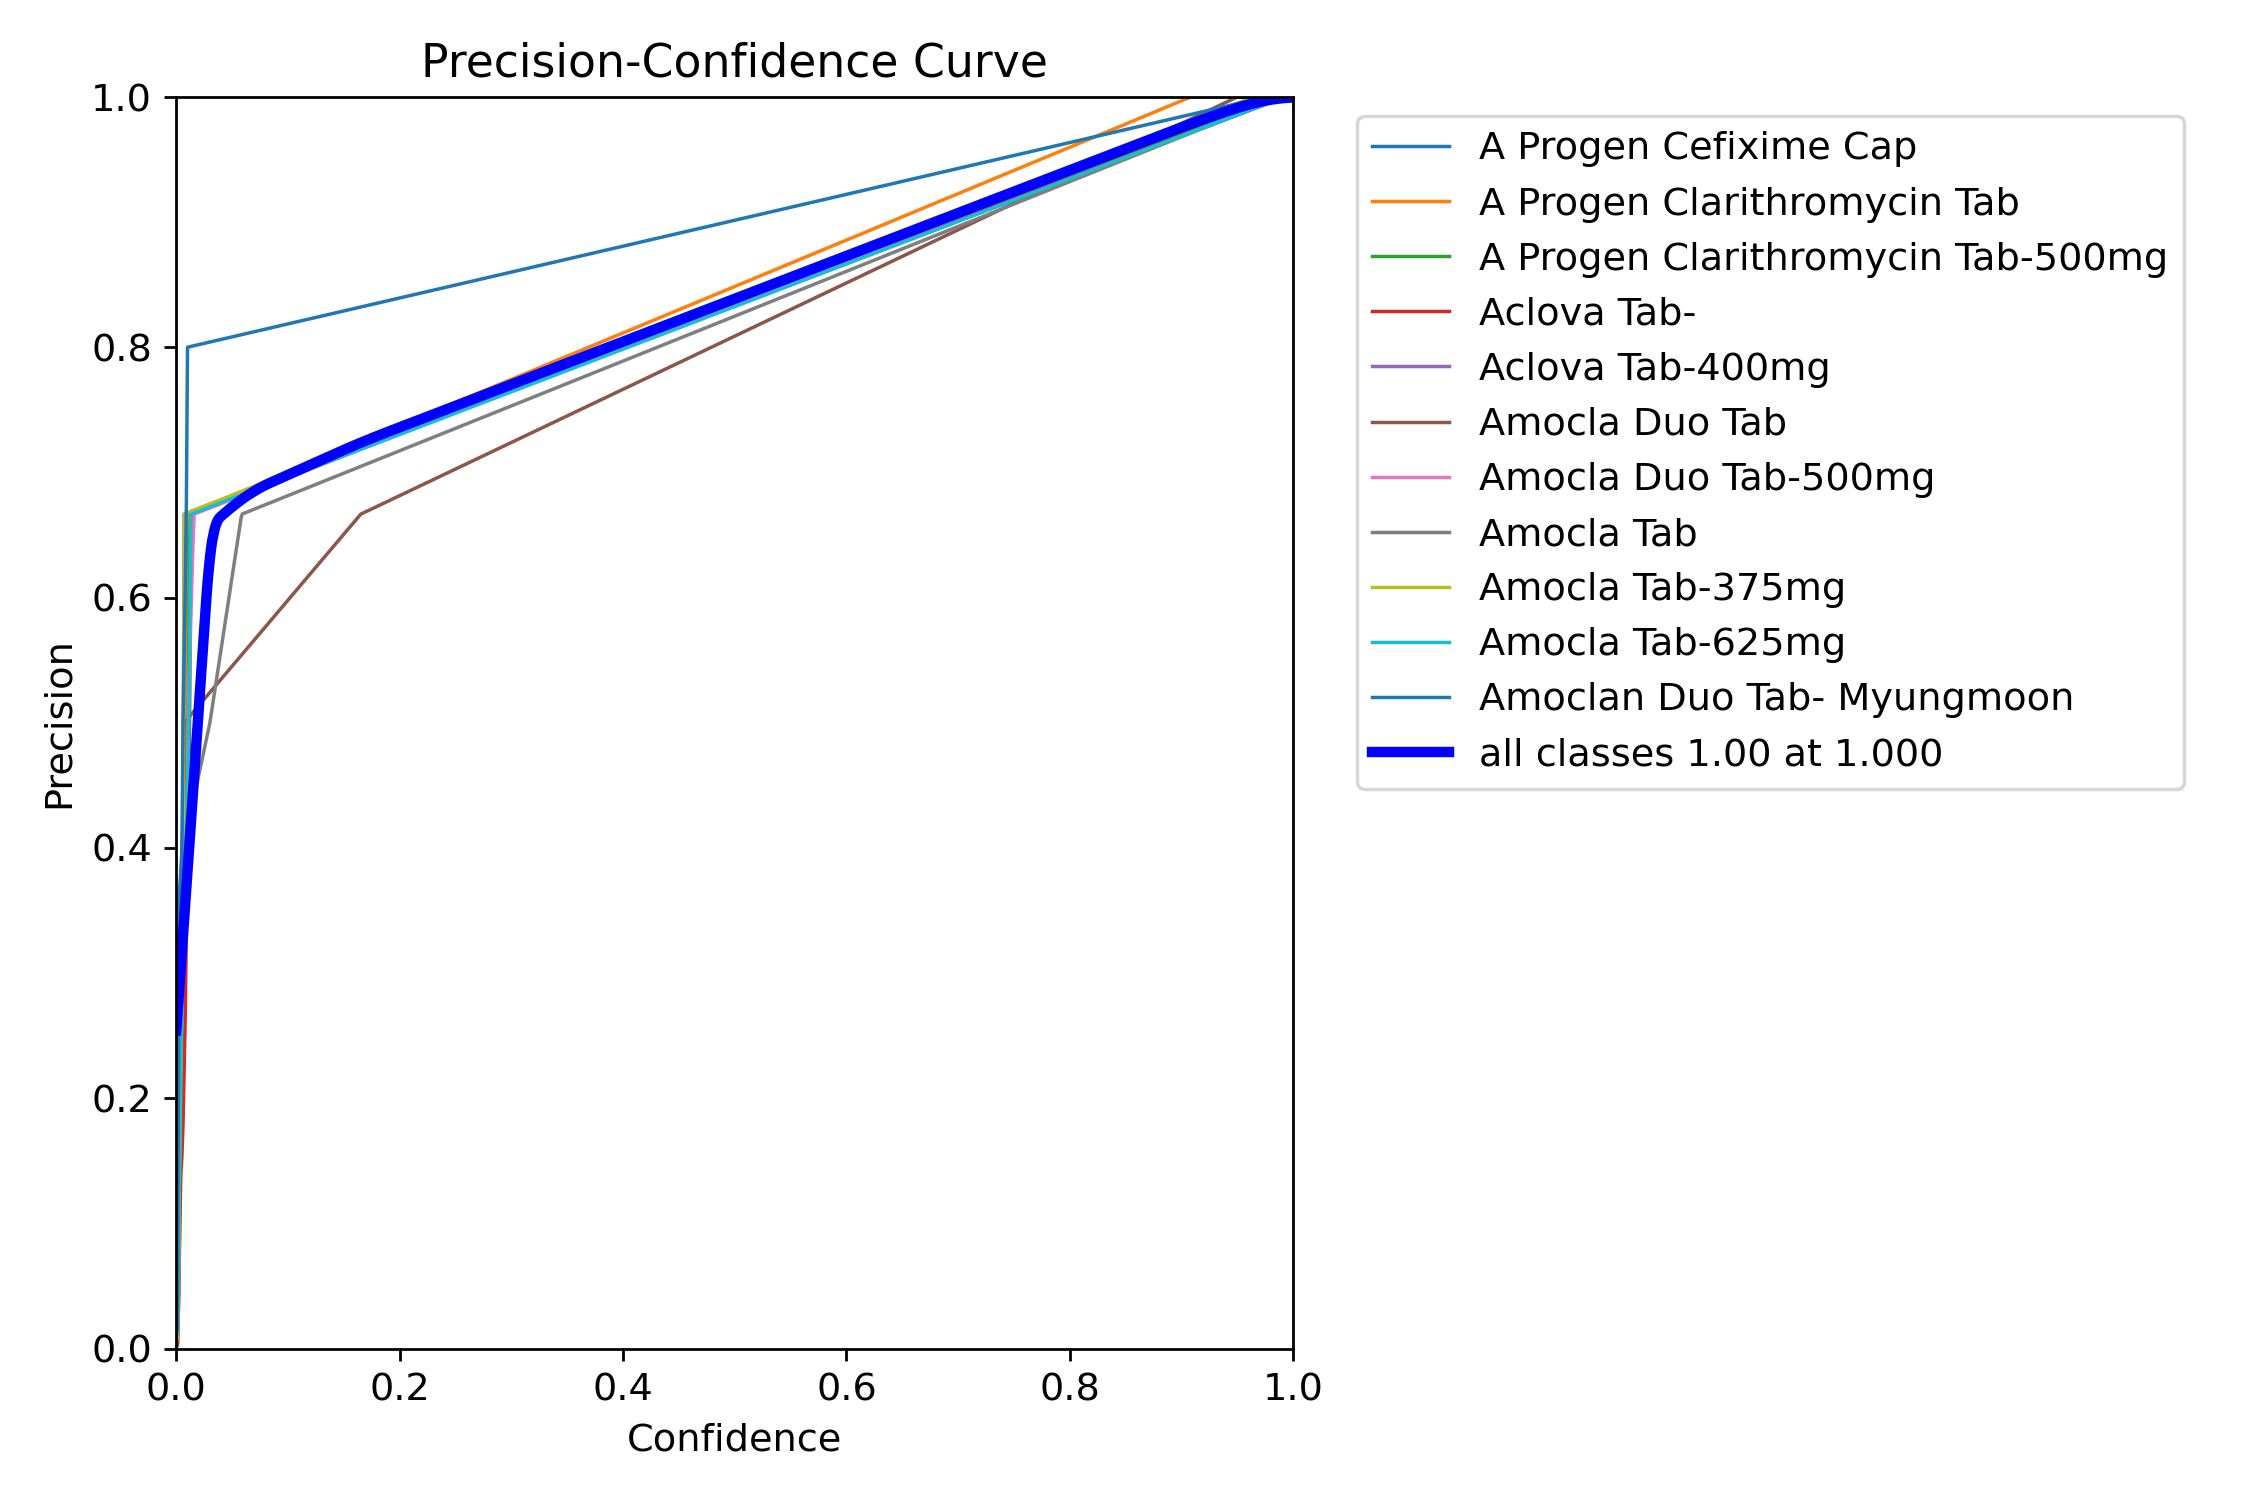 Precision-Confidence Curve
1.0
0.8
0.6
0.4
0.2
0.0
Precision
0.0 0.2 0.4 0.6 0.8 1.0
Confidence
A Progen Cefixime Cap
A Progen Clarithromycin Tab
A Progen Clarithromycin Tab-500mg
Aclova Tab-
Aclova Tab-400mg
Amocla Duo Tab
Amocla Duo Tab-500mg
Amocla Tab
Amocla Tab-375mg
Amocla Tab-625mg
Amoclan Duo Tab- Myungmoon
all classes 1.00 at 1.000